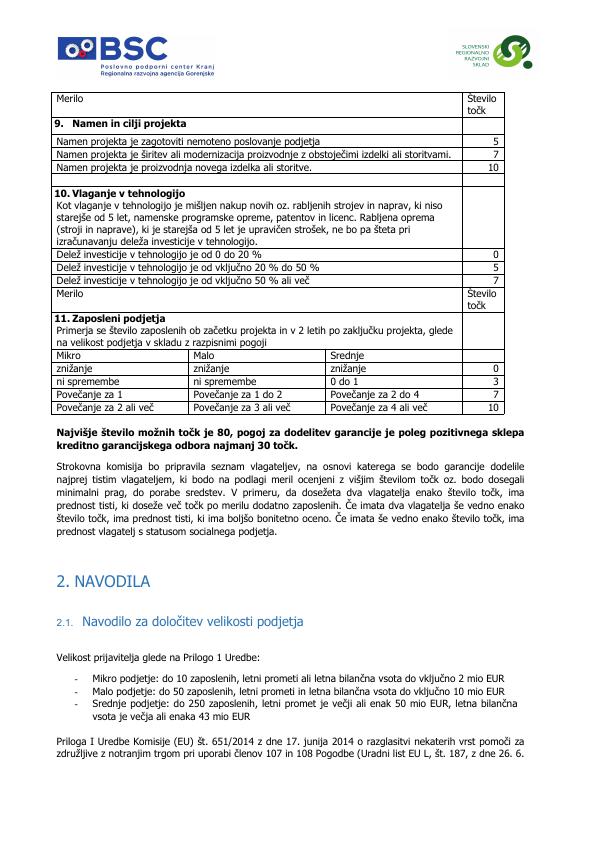 BSC
Poslovno podporni center Kranj
Regionalna razvojna agencija Gorenjske
SLOVENSKI
REGIONALNO
RAZVOJNI
SKLAD
Merilo Število
točk
9. Namen in cilji projekta
Namen projekta je zagotoviti nemoteno poslovanje podjetja 5
Namen projekta je širitev ali modernizacija proizvodnje z obstoječimi izdelki ali storitvami. 7
Namen projekta je proizvodnja novega izdelka ali storitve. 10
10. Vlaganje v tehnologijo
Kot vlaganje v tehnologijo je mišljen nakup novih oz. rabljenih strojev in naprav, ki niso
starejše od 5 let, namenske programske opreme, patentov in licenc. Rabljena oprema
(stroji in naprave), ki je starejša od 5 let je upravičen strošek, ne bo pa šteta pri
izračunavanju deleža investicije v tehnologijo.
Delež investicije v tehnologijo je od 0 do 20 % 0
Delež investicije v tehnologijo je od vključno 20 % do 50 % 5
Delež investicije v tehnologijo je od vključno 50 % ali več 7
Merilo Število
točk
11. Zaposleni podjetja
Primerja se število zaposlenih ob začetku projekta in v 2 letih po zaključku projekta, glede
na velikost podjetja v skladu z razpisnimi pogoji
Mikro Malo Srednje
znižanje znižanje znižanje 0
ni spremembe ni spremembe 0 do 1 3
Povečanje za 1 Povečanje za 1 do 2 Povečanje za 2 do 4 7
Povečanje za 2 ali več Povečanje za 3 ali več Povečanje za 4 ali več 10
Najvišje število možnih točk je 80, pogoj za dodelitev garancije je poleg pozitivnega sklepa
kreditno garancijskega odbora najmanj 30 točk.
Strokovna komisija bo pripravila seznam vlagateljev, na osnovi katerega se bodo garancije dodelile
najprej tistim vlagateljem, ki bodo na podlagi meril ocenjeni z višjim številom točk oz. bodo dosegali
minimalni prag, do porabe sredstev. V primeru, da dosežeta dva vlagatelja enako število točk, ima
prednost tisti, ki doseže več točk po merilu dodatno zaposlenih. Če imata dva vlagatelja še vedno enako
število točk, ima prednost tisti, ki ima boljšo bonitetno oceno. Če imata še vedno enako število točk, ima
prednost vlagatelj s statusom socialnega podjetja.
2. NAVODILA
2.1. Navodilo za določitev velikosti podjetja
Velikost prijavitelja glede na Prilogo 1 Uredbe:
- Mikro podjetje: do 10 zaposlenih, letni prometi ali letna bilančna vsota do vključno 2 mio EUR
- Malo podjetje: do 50 zaposlenih, letni prometi in letna bilančna vsota do vključno 10 mio EUR
- Srednje podjetje: do 250 zaposlenih, letni promet je večji ali enak 50 mio EUR, letna bilančna
vsota je večja ali enaka 43 mio EUR
Priloga I Uredbe Komisije (EU) št. 651/2014 z dne 17. junija 2014 o razglasitvi nekaterih vrst pomoči za
združljive z notranjim trgom pri uporabi členov 107 in 108 Pogodbe (Uradni list EU L, št. 187, z dne 26. 6.